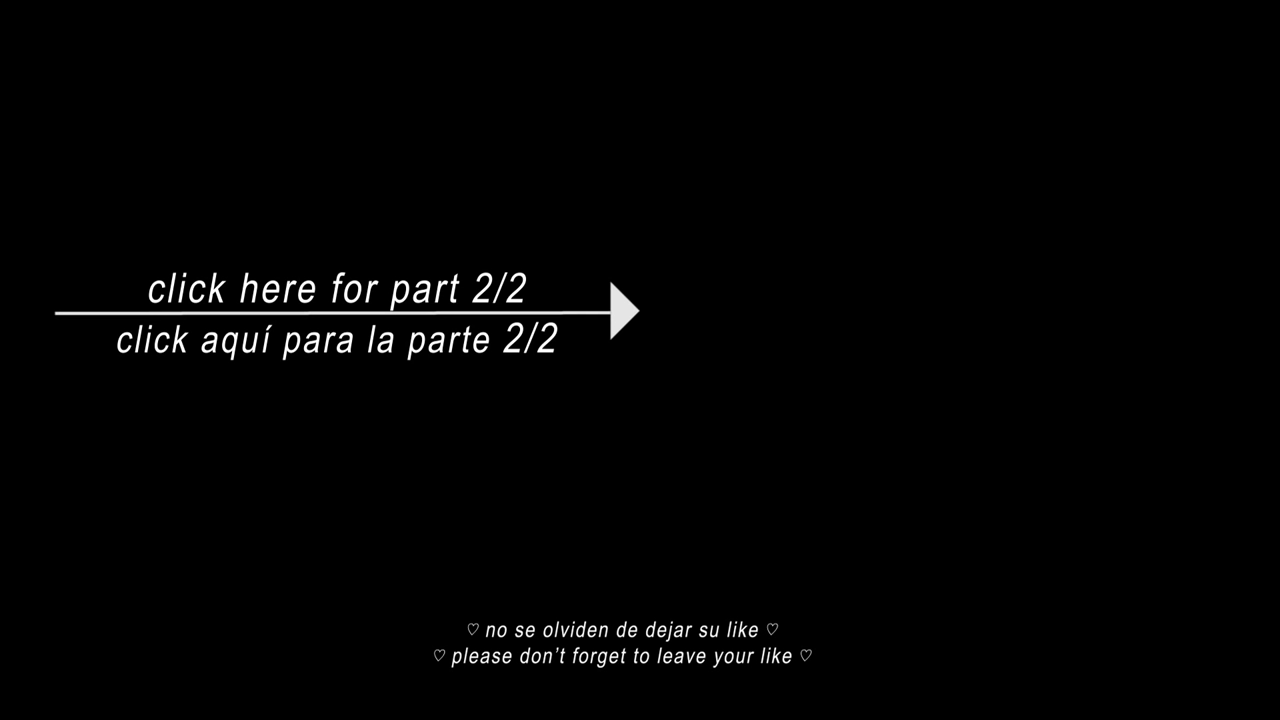 click here for part 2/2
click aquí para la parte 2/2
♡ no se olviden de dejar su like ♡
♡ please don’t forget to leave your like ♡